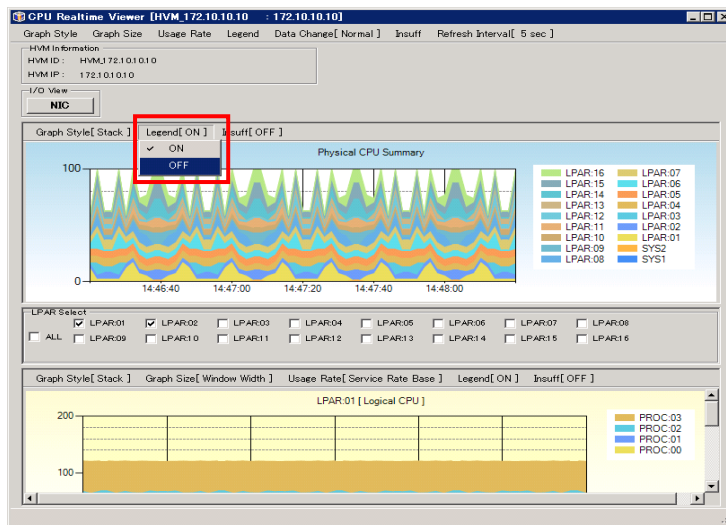 CPU Realtime Viewer [HVM_172.10.10.10 : 172.10.10.10]
Graph Style Graph Size Usage Rate Legend Data Change[ Normal ] Insuff Refresh Interval[ 5 sec ]
HVM Information
HVM ID : HVM_172.10.10.10
HVM IP : 172.10.10.10
I/O View
NIC
Graph Style[ Stack ] Legend[ ON ] Insuff[ OFF ]
✓ ON
OFF
Physical CPU Summary
100
0
14:46:40 14:47:00 14:47:20 14:47:40 14:48:00
LPAR:16 LPAR:07
LPAR:15 LPAR:06
LPAR:14 LPAR:05
LPAR:13 LPAR:04
LPAR:12 LPAR:03
LPAR:11 LPAR:02
LPAR:10 LPAR:01
LPAR:09 SYS2
LPAR:08 SYS1
LPAR Select
ALL
LPAR:01 LPAR:02 LPAR:03 LPAR:04 LPAR:05 LPAR:06 LPAR:07 LPAR:08
LPAR:09 LPAR:10 LPAR:11 LPAR:12 LPAR:13 LPAR:14 LPAR:15 LPAR:16
Graph Style[ Stack ] Graph Size[ Window Width ] Usage Rate[ Service Rate Base ] Legend[ ON ] Insuff[ OFF ]
LPAR:01 [ Logical CPU ]
200
100
PROC:03
PROC:02
PROC:01
PROC:00